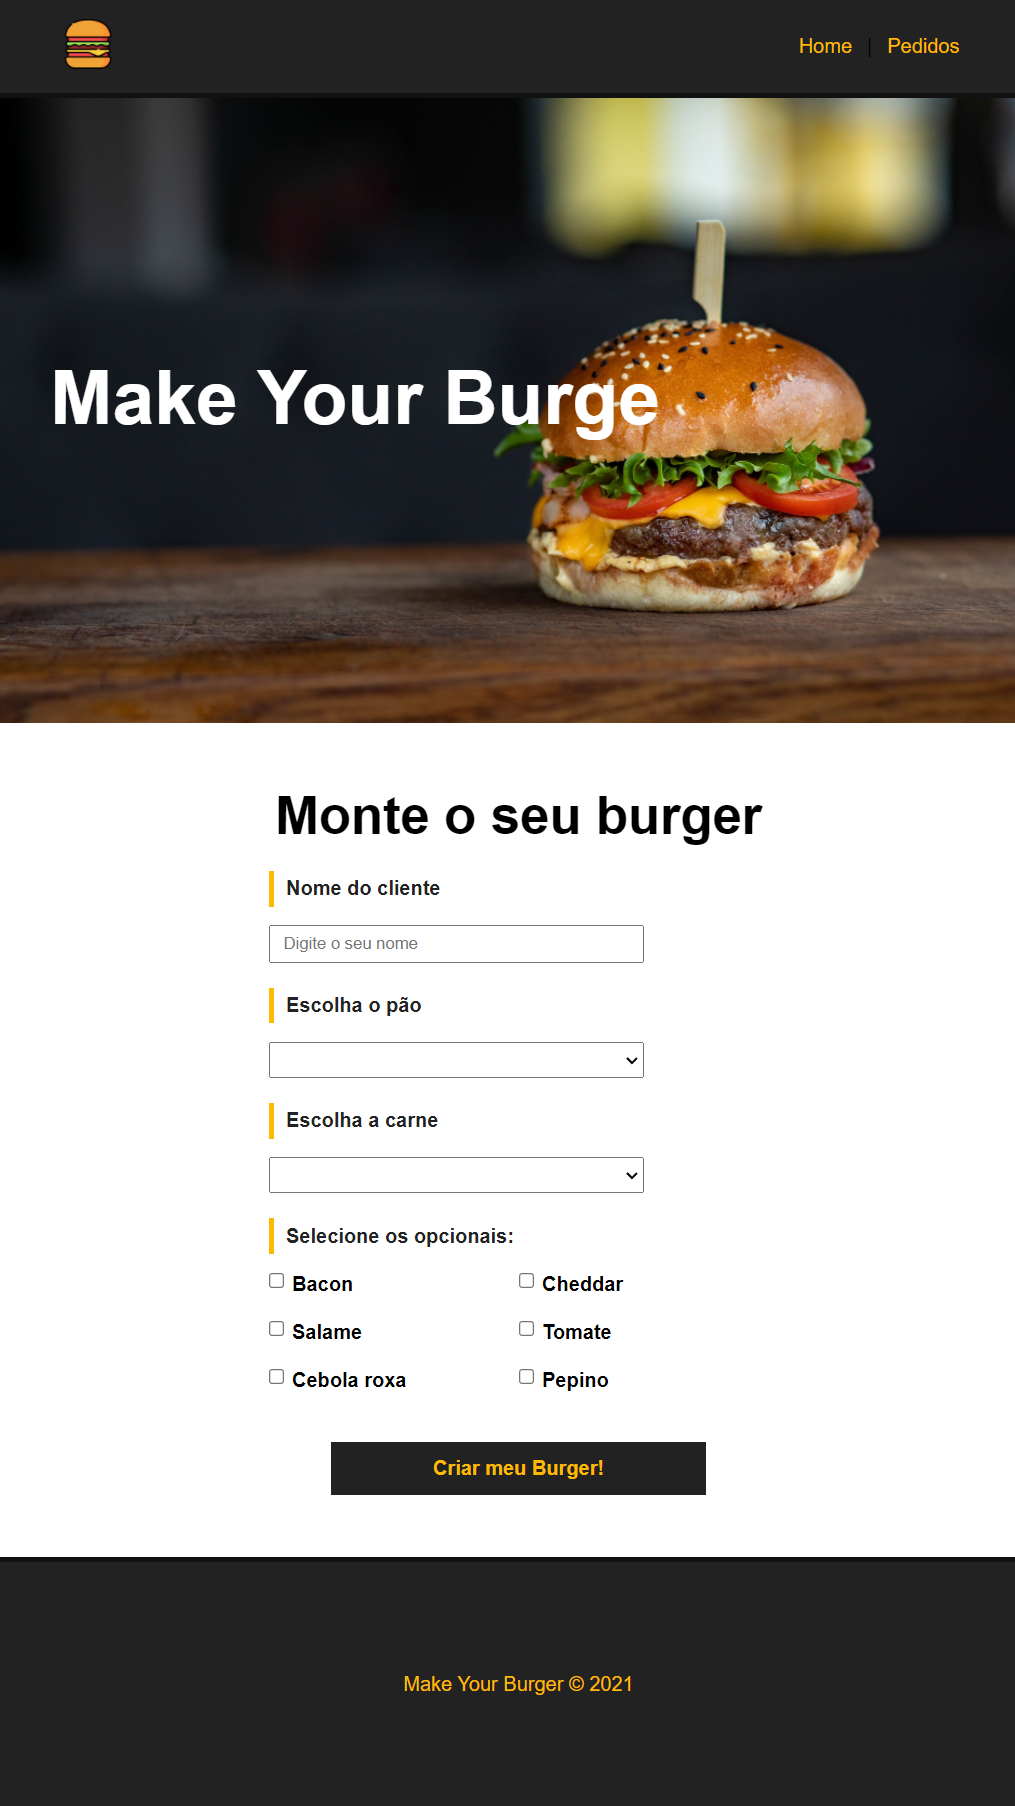 Home | Pedidos
Make Your Burge
Monte o seu burger
Nome do cliente
Digite o seu nome
Escolha o pão
Escolha a carne
Selecione os opcionais:
Bacon Cheddar
Salame Tomate
Cebola roxa Pepino
Criar meu Burger!
Make Your Burger © 2021